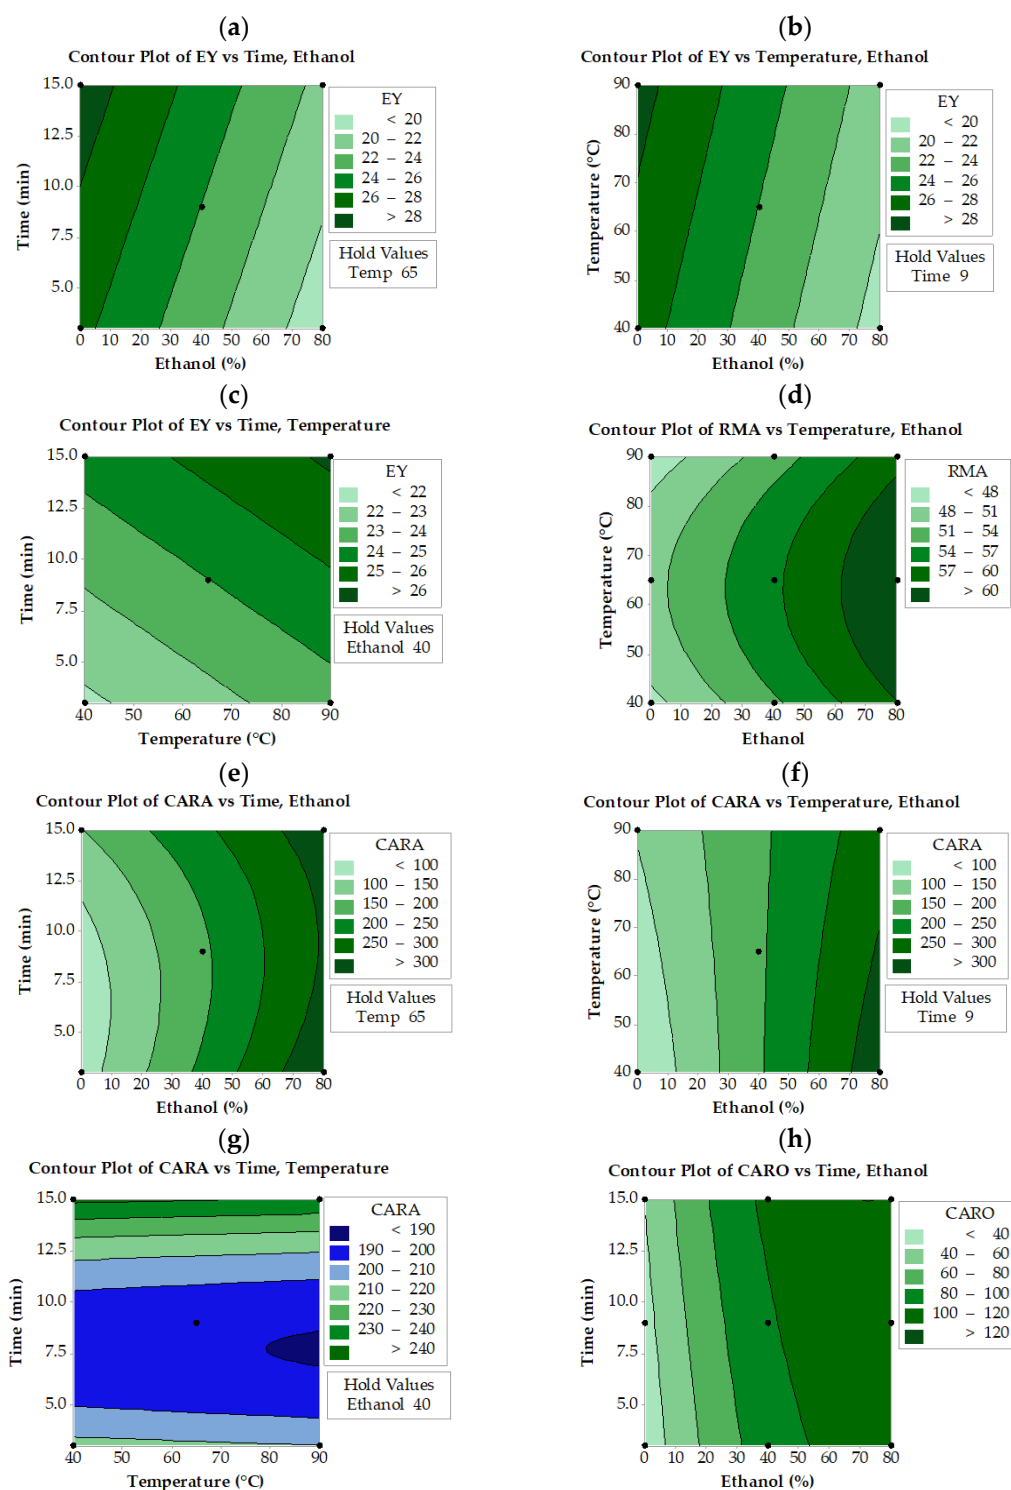 (a)
Contour Plot of EY vs Time, Ethanol
15.0
12.5
10.0
7.5
5.0
Time (min)
0 10 20 30 40 50 60 70 80
Ethanol (%)
EY
< 20
20 – 22
22 – 24
24 – 26
26 – 28
> 28
Hold Values
Temp 65
(b)
Contour Plot of EY vs Temperature, Ethanol
90
80
70
60
50
40
Temperature (°C)
0 10 20 30 40 50 60 70 80
Ethanol (%)
EY
< 20
20 – 22
22 – 24
24 – 26
26 – 28
> 28
Hold Values
Time 9
(c)
Contour Plot of EY vs Time, Temperature
15.0
12.5
10.0
7.5
5.0
Time (min)
40 50 60 70 80 90
Temperature (°C)
EY
< 22
22 – 23
23 – 24
24 – 25
25 – 26
> 26
Hold Values
Ethanol 40
(d)
Contour Plot of RMA vs Temperature, Ethanol
90
80
70
60
50
40
Temperature (°C)
0 10 20 30 40 50 60 70 80
Ethanol
RMA
< 48
48 – 51
51 – 54
54 – 57
57 – 60
> 60
(e)
Contour Plot of CARA vs Time, Ethanol
15.0
12.5
10.0
7.5
5.0
Time (min)
0 10 20 30 40 50 60 70 80
Ethanol (%)
CARA
< 100
100 – 150
150 – 200
200 – 250
250 – 300
> 300
Hold Values
Temp 65
(f)
Contour Plot of CARA vs Temperature, Ethanol
90
80
70
60
50
40
Temperature (°C)
0 10 20 30 40 50 60 70 80
Ethanol (%)
CARA
< 100
100 – 150
150 – 200
200 – 250
250 – 300
> 300
Hold Values
Time 9
(g)
Contour Plot of CARA vs Time, Temperature
15.0
12.5
10.0
7.5
5.0
Time (min)
40 50 60 70 80 90
Temperature (°C)
CARA
< 190
190 – 200
200 – 210
210 – 220
220 – 230
230 – 240
> 240
Hold Values
Ethanol 40
(h)
Contour Plot of CARO vs Time, Ethanol
15.0
12.5
10.0
7.5
5.0
Time (min)
0 10 20 30 40 50 60 70 80
Ethanol (%)
CARO
< 40
40 – 60
60 – 80
80 – 100
100 – 120
> 120